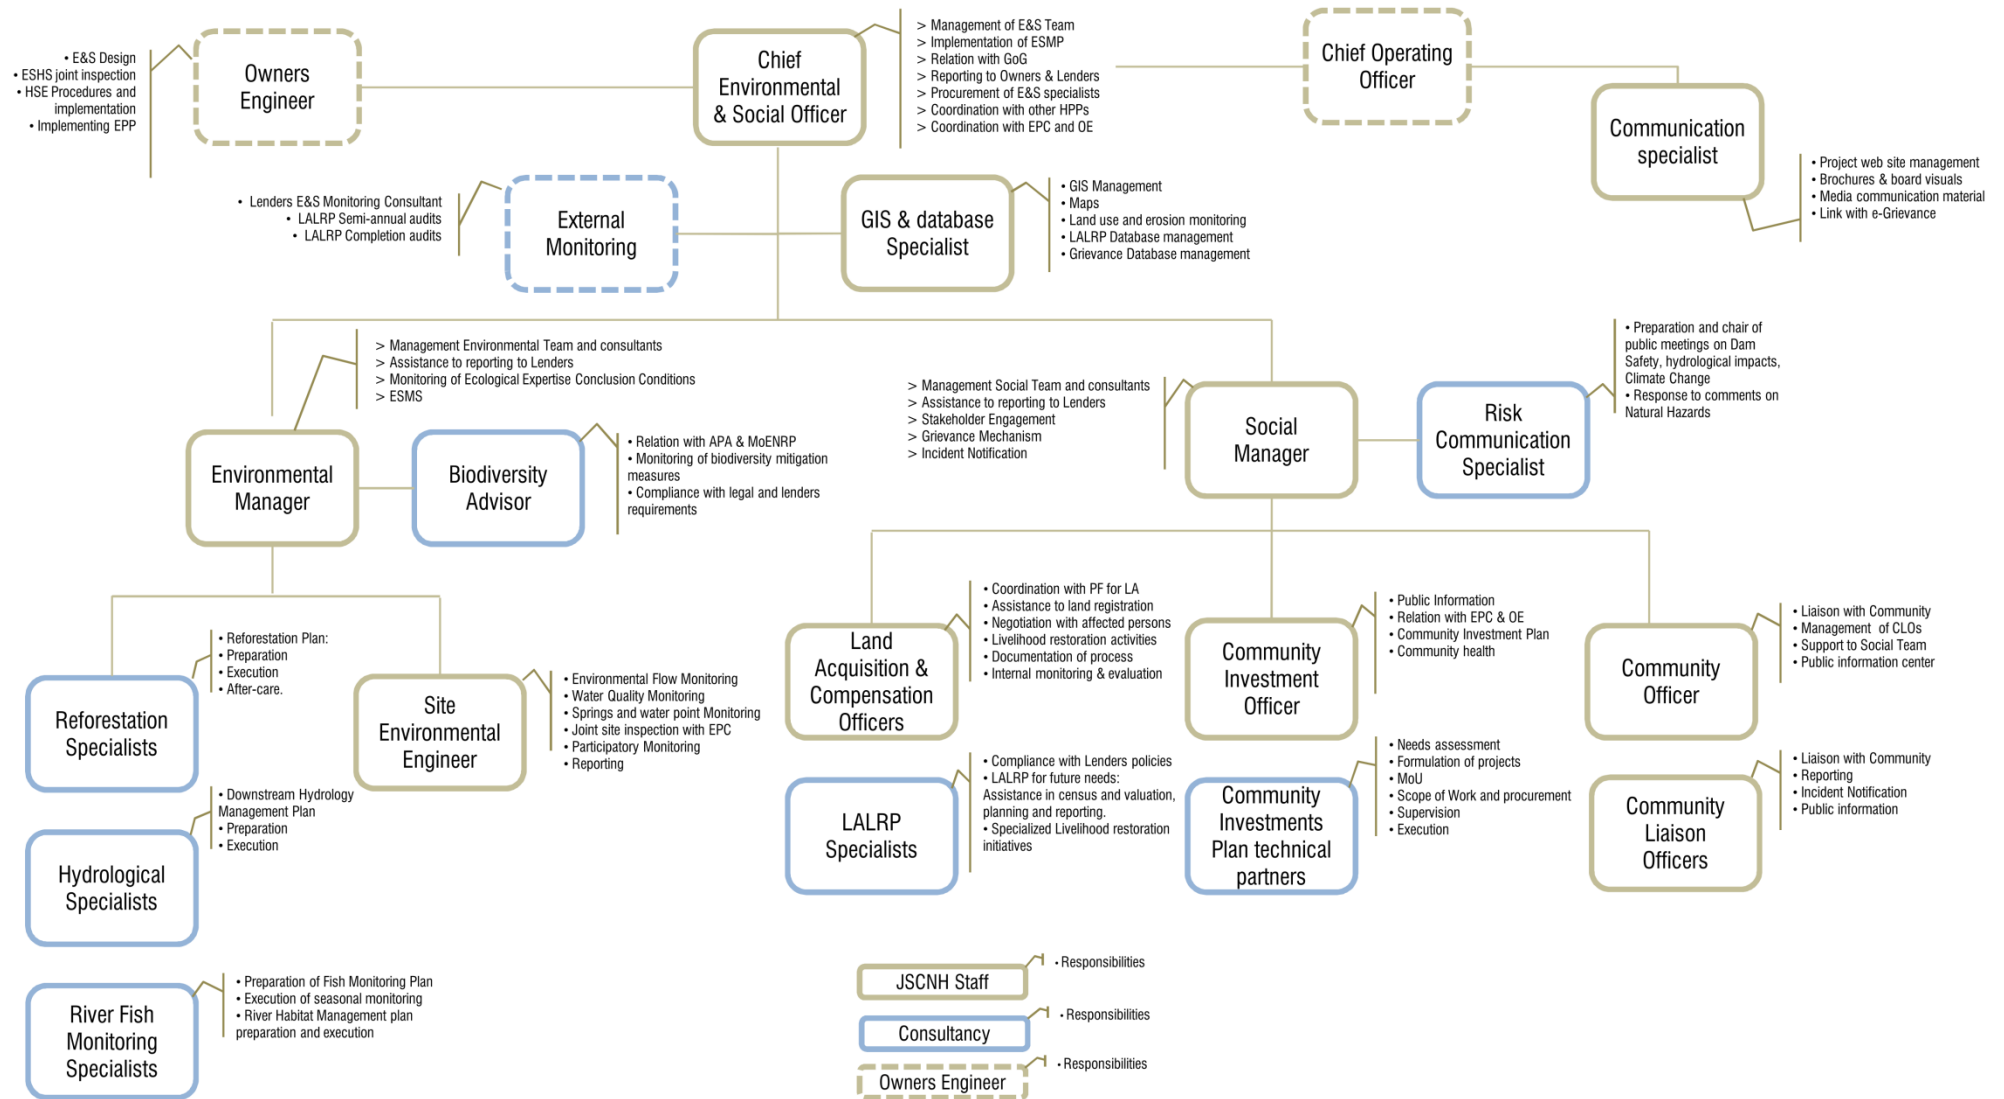 • E&S Design
• ESHS joint inspection
• HSE Procedures and
implementation
• Implementing EPP
Owners
Engineer
Chief
Environmental
& Social Officer
> Management of E&S Team
> Implementation of ESMP
> Relation with GoG
> Reporting to Owners & Lenders
> Procurement of E&S specialists
> Coordination with other HPPs
> Coordination with EPC and OE
Chief Operating
Officer
Communication
specialist
• Project web site management
• Brochures & board visuals
• Media communication material
• Link with e-Grievance
• Lenders E&S Monitoring Consultant
• LALRP Semi-annual audits
• LALRP Completion audits
External
Monitoring
GIS & database
Specialist
• GIS Management
• Maps
• Land use and erosion monitoring
• LALRP Database management
• Grievance Database management
> Management Environmental Team and consultants
> Assistance to reporting to Lenders
> Monitoring of Ecological Expertise Conclusion Conditions
> ESMS
Environmental
Manager
Biodiversity
Advisor
• Relation with APA & MoENRP
• Monitoring of biodiversity mitigation
measures
• Compliance with legal and lenders
requirements
> Management Social Team and consultants
> Assistance to reporting to Lenders
> Stakeholder Engagement
> Grievance Mechanism
> Incident Notification
Social
Manager
Risk
Communication
Specialist
• Preparation and chair of
public meetings on Dam
Safety, hydrological impacts,
Climate Change
• Response to comments on
Natural Hazards
• Reforestation Plan:
• Preparation
• Execution
• After-care.
Reforestation
Specialists
Site
Environmental
Engineer
• Environmental Flow Monitoring
• Water Quality Monitoring
• Springs and water point Monitoring
• Joint site inspection with EPC
• Participatory Monitoring
• Reporting
Land
Acquisition &
Compensation
Officers
• Coordination with PF for LA
• Assistance to land registration
• Negotiation with affected persons
• Livelihood restoration activities
• Documentation of process
• Internal monitoring & evaluation
Community
Investment
Officer
• Public Information
• Relation with EPC & OE
• Community Investment Plan
• Community health
Community
Officer
• Liaison with Community
• Management of CLOs
• Support to Social Team
• Public information center
• Downstream Hydrology
Management Plan
• Preparation
• Execution
Hydrological
Specialists
LALRP
Specialists
• Compliance with Lenders policies
• LALRP for future needs:
Assistance in census and valuation,
planning and reporting.
• Specialized Livelihood restoration
initiatives
Community
Investments
Plan technical
partners
• Needs assessment
• Formulation of projects
• MoU
• Scope of Work and procurement
• Supervision
• Execution
Community
Liaison
Officers
• Liaison with Community
• Reporting
• Incident Notification
• Public information
River Fish
Monitoring
Specialists
• Preparation of Fish Monitoring Plan
• Execution of seasonal monitoring
• River Habitat Management plan
preparation and execution
JSCNH Staff
• Responsibilities
Consultancy
• Responsibilities
Owners Engineer
• Responsibilities